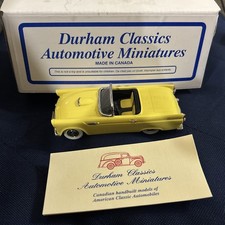 Durham Classics
Automotive Miniatures
MADE IN CANADA
Durham Classics
Automotive Miniatures
Canadian handbuilt models of
American Classic Automobiles